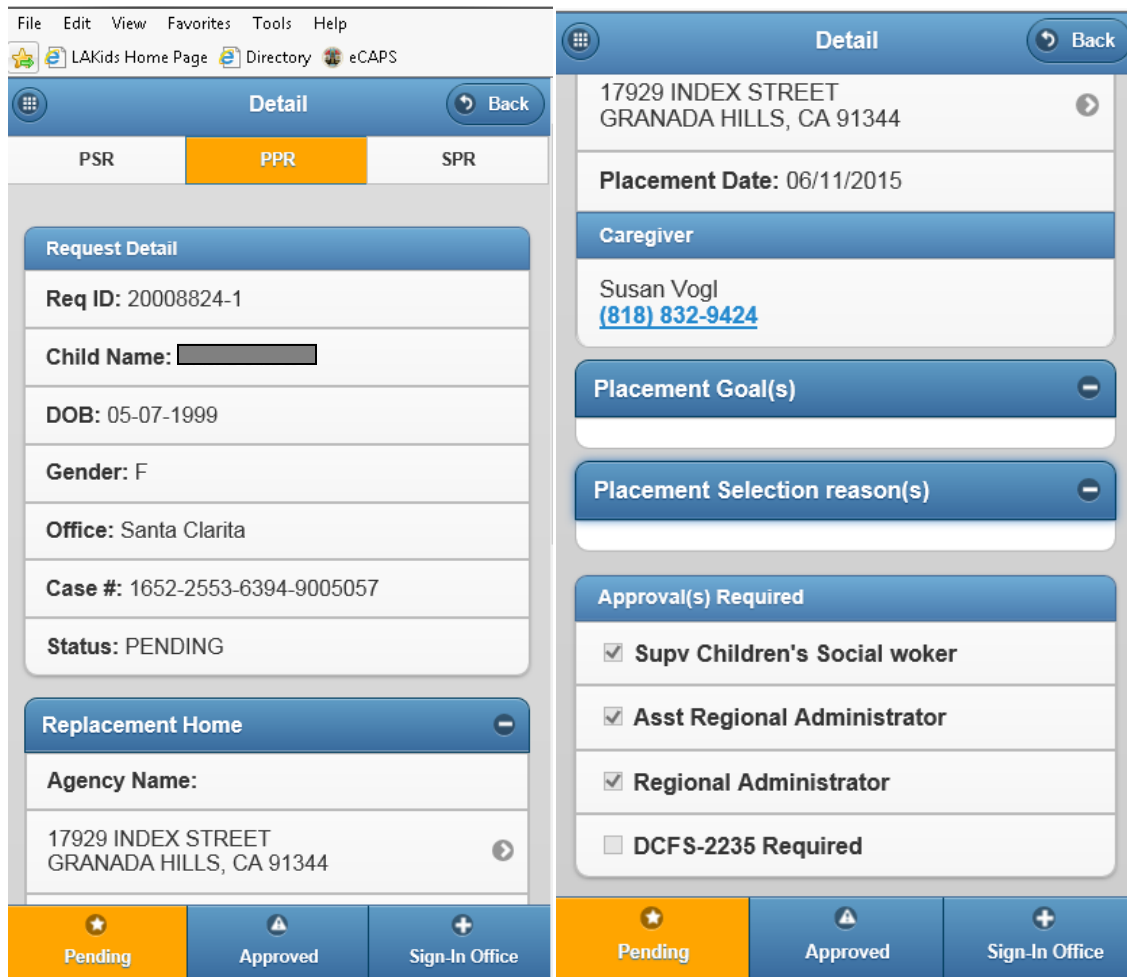 File Edit View Favorites Tools Help
LAKids Home Page Directory eCAPS
Detail
Back
PSR PPR SPR
Request Detail
Req ID: 20008824-1
Child Name:
DOB: 05-07-1999
Gender: F
Office: Santa Clarita
Case #: 1652-2553-6394-9005057
Status: PENDING
Replacement Home
Agency Name:
17929 INDEX STREET
GRANADA HILLS, CA 91344
Pending Approved Sign-In Office
Detail
Back
17929 INDEX STREET
GRANADA HILLS, CA 91344
Placement Date: 06/11/2015
Caregiver
Susan Vogl
(818) 832-9424
Placement Goal(s)
Placement Selection reason(s)
Approval(s) Required
Supv Children's Social woker
Asst Regional Administrator
Regional Administrator
DCFS-2235 Required
Pending Approved Sign-In Office